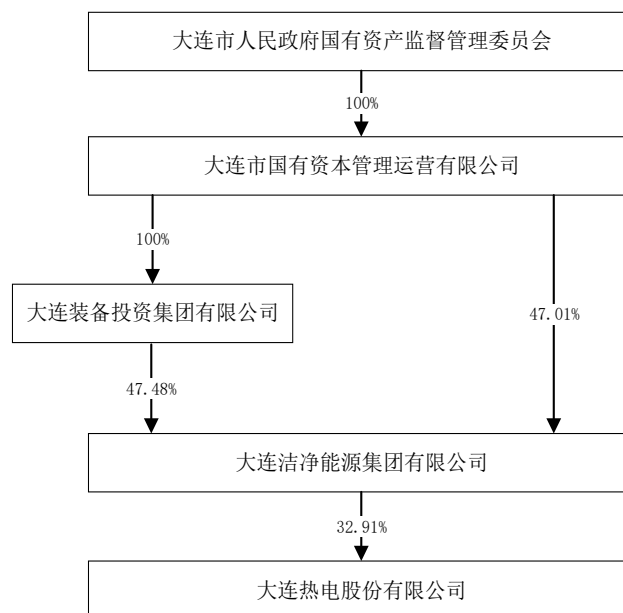 大连市人民政府国有资产监督管理委员会
100%
大连市国有资本管理运营有限公司
100%
大连装备投资集团有限公司
47.01%
47.48%
大连洁净能源集团有限公司
32.91%
大连热电股份有限公司